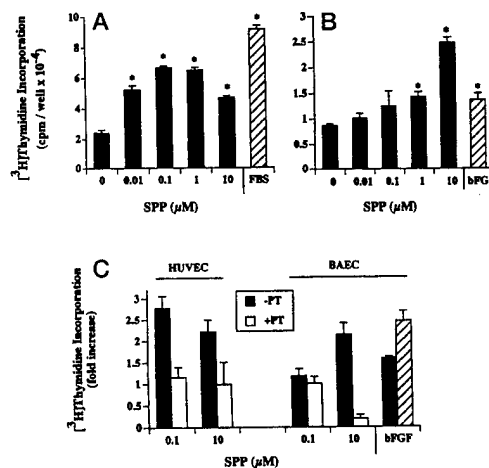 A
B
[³H]Thymidine Incorporation
(cpm / well x 10⁻⁴)
10
8
6
4
2
0
*
*
*
*
*
0
0.01
0.1
1
10
FBS
SPP (µM)
3
2.5
2
1.5
1
0.5
0
*
*
*
0
0.01
0.1
1
10
bFG
SPP (µM)
C
HUVEC
BAEC
[³H]Thymidine Incorporation
(fold increase)
3
2.5
2
1.5
1
0.5
0
-PT
+PT
0.1
10
0.1
10
bFGF
SPP (µM)